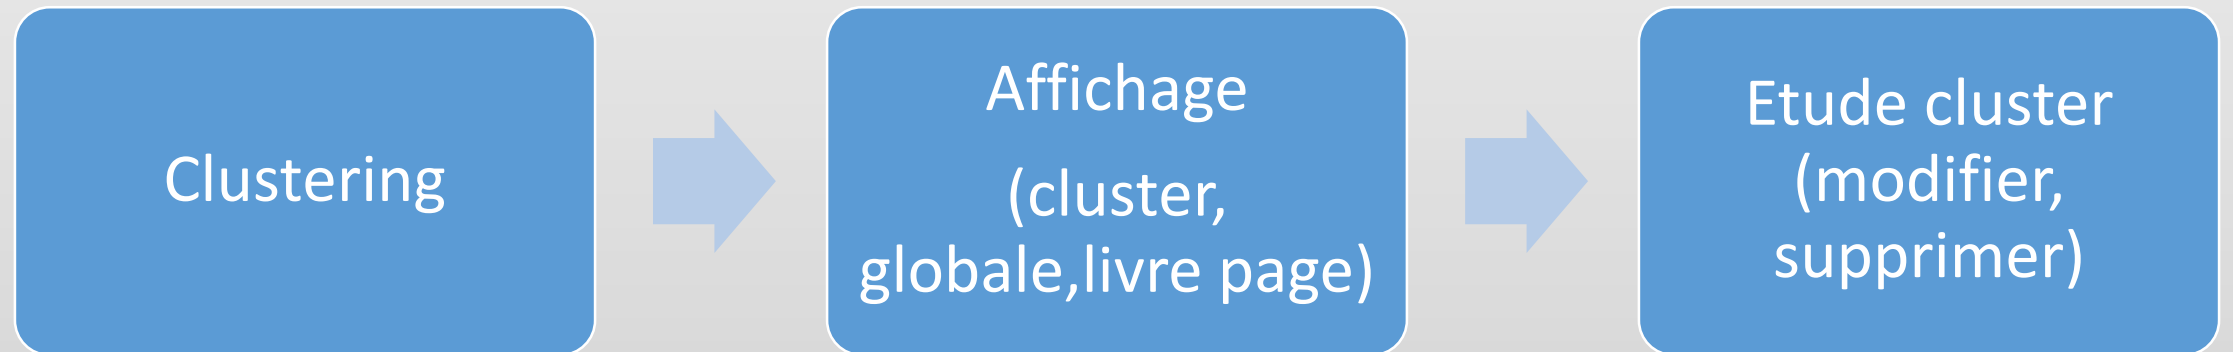 Clustering
Affichage
(cluster,
globale,livre page)
Etude cluster
(modifier,
supprimer)